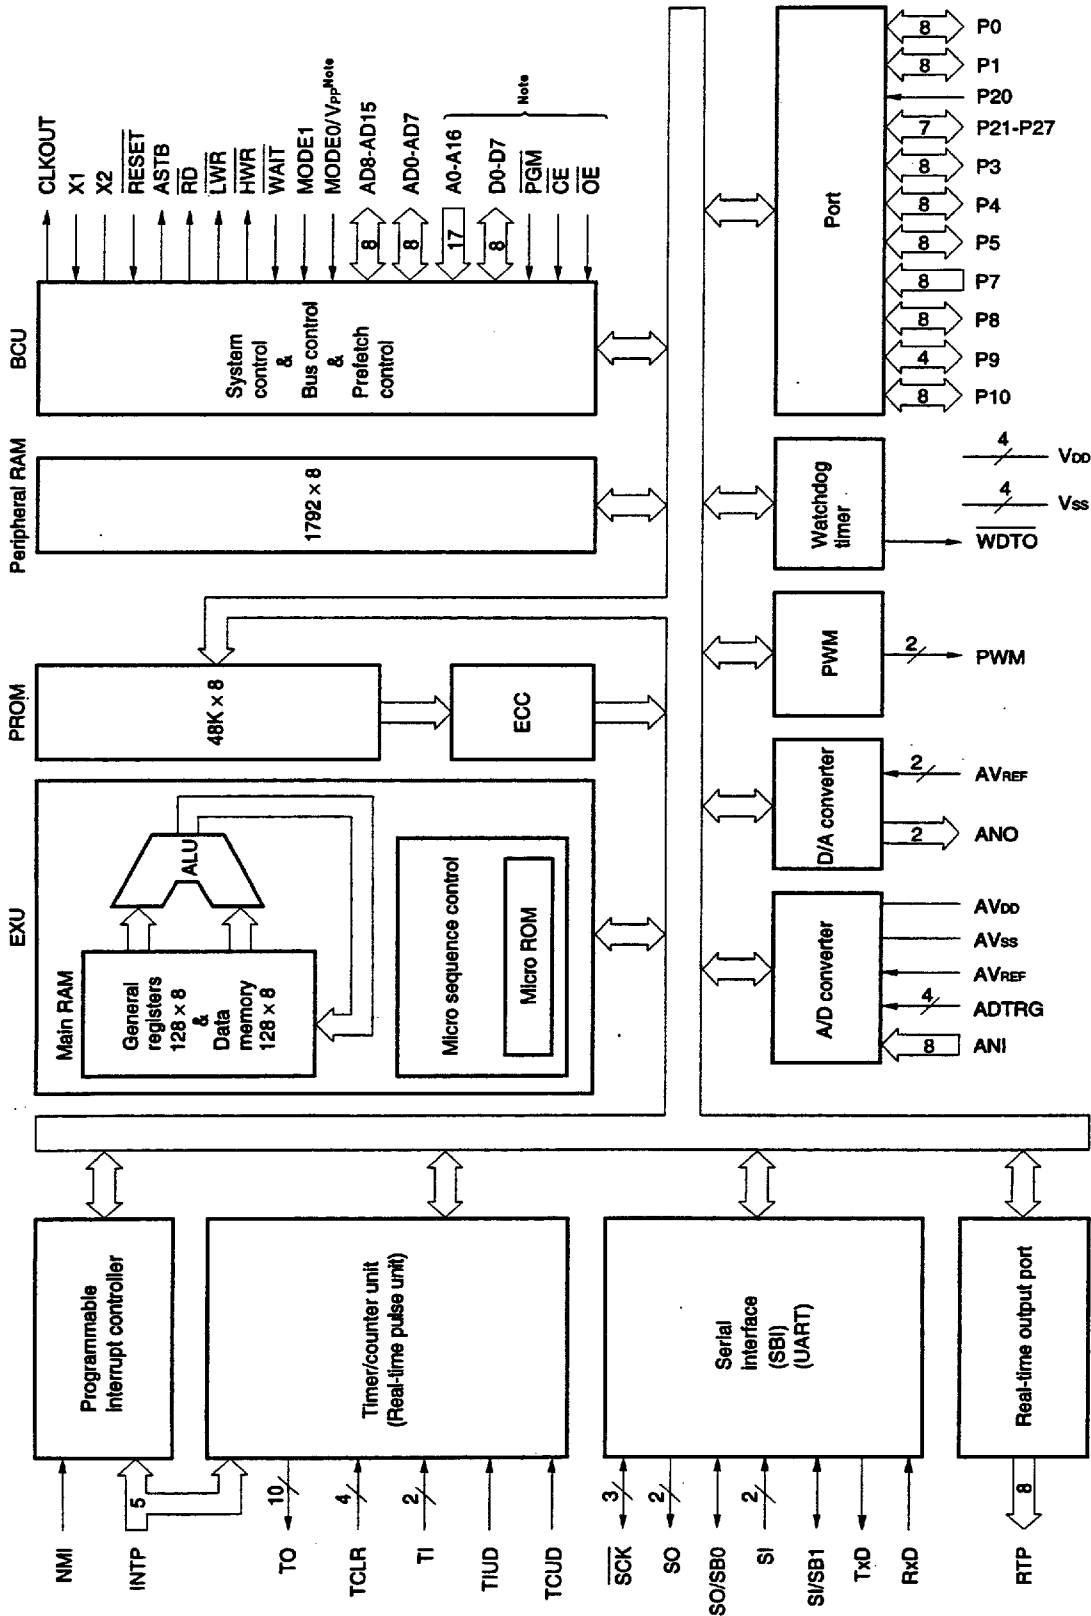 NMI
INTP
5
TO
10
TCLR
4
TI
2
TIUD
TCUD
SCK
3
SO
2
SO/SB0
SI
2
SI/SB1
TxD
RxD
RTP
8
Programmable
interrupt controller
Timer/counter unit
(Real-time pulse unit)
Serial
interface
(SBI)
(UART)
Real-time output port
EXU
Main RAM
General
registers
128 × 8
&
Data
memory
128 × 8
ALU
Micro sequence control
Micro ROM
PROM
48K × 8
ECC
Peripheral RAM
1792 × 8
BCU
System
control
&
Bus control
&
Prefetch
control
CLKOUT
X1
X2
RESET
ASTB
RD
LWR
HWR
WAIT
MODE1
MODE0/VPP Note
AD8-AD15
8
AD0-AD7
8
A0-A16
17
D0-D7
8
PGM
CE
OE
Note
A/D converter
AVDD
AVSS
AVREF
ADTRG
4
ANI
8
D/A converter
AVREF
2
ANO
2
PWM
PWM
2
Watchdog
timer
VDD
4
VSS
4
WDTO
Port
P0
8
P1
8
P20
P21-P27
7
P3
8
P4
8
P5
8
P7
8
P8
8
P9
4
P10
8